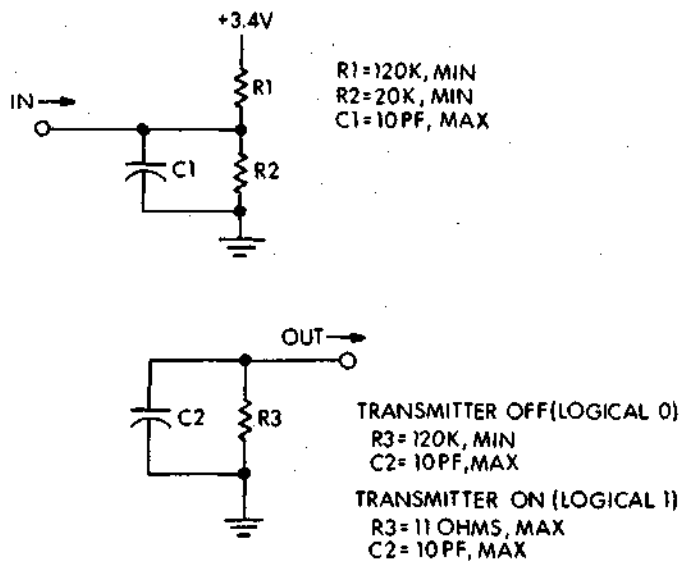 +3.4V
R1
R1=120K, MIN
R2=20K, MIN
C1=10PF, MAX
IN
C1
R2
OUT
C2
R3
TRANSMITTER OFF(LOGICAL 0)
R3=120K, MIN
C2=10PF,MAX
TRANSMITTER ON (LOGICAL 1)
R3=11 OHMS, MAX
C2=10PF, MAX